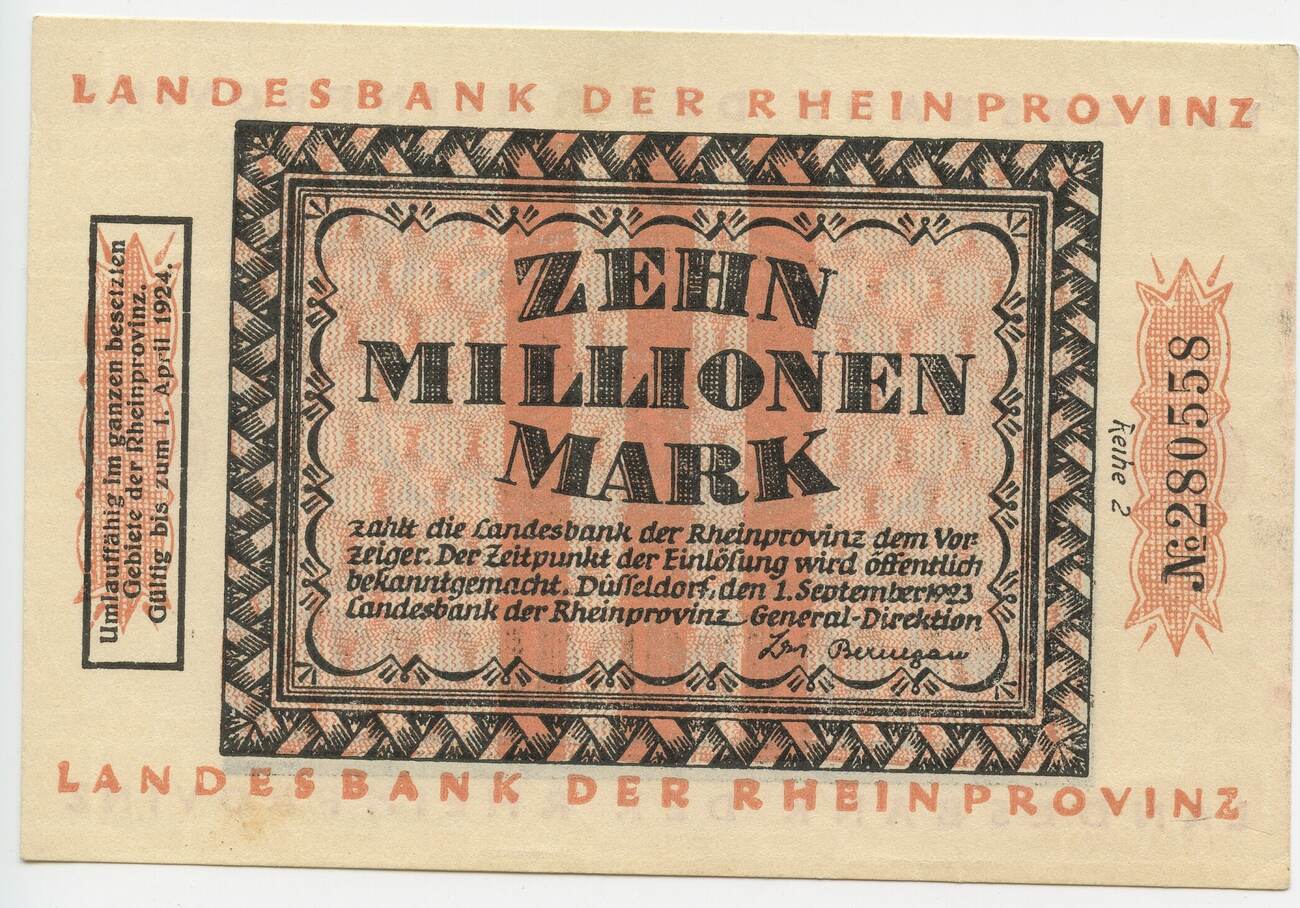 LANDESBANK DER RHEINPROVINZ
Umlauffähig im ganzen besetzten
Gebiete der Rheinprovinz.
Gültig bis zum 1. April 1924.
ZEHN
MILLIONEN
MARK
zahlt die Landesbank der Rheinprovinz dem Vor-
zeiger. Der Zeitpunkt der Einlöſung wird öffentlich
bekanntgemacht. Düſſeldorf, den 1. September 1923
Landesbank der Rheinprovinz General-Direktion
Reihe 2
№280558
LANDESBANK DER RHEINPROVINZ